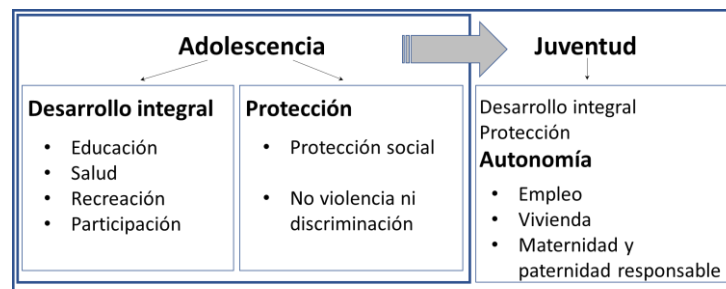 Adolescencia
Juventud
Desarrollo integral
• Educación
• Salud
• Recreación
• Participación
Protección
• Protección social
• No violencia ni
discriminación
Desarrollo integral
Protección
Autonomía
• Empleo
• Vivienda
• Maternidad y
paternidad responsable